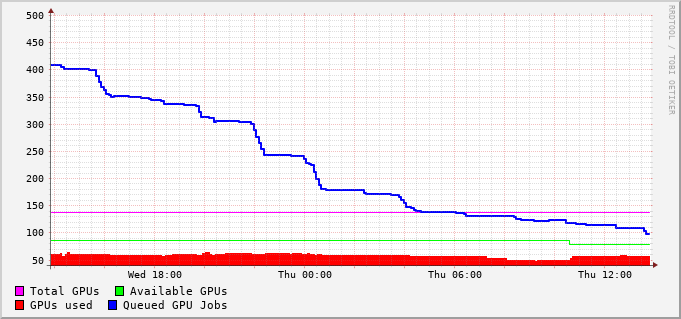 500
450
400
350
300
250
200
150
100
50
Wed 18:00 Thu 00:00 Thu 06:00 Thu 12:00
Total GPUs Available GPUs
GPUs used Queued GPU Jobs
RRDTOOL / TOBI OETIKER